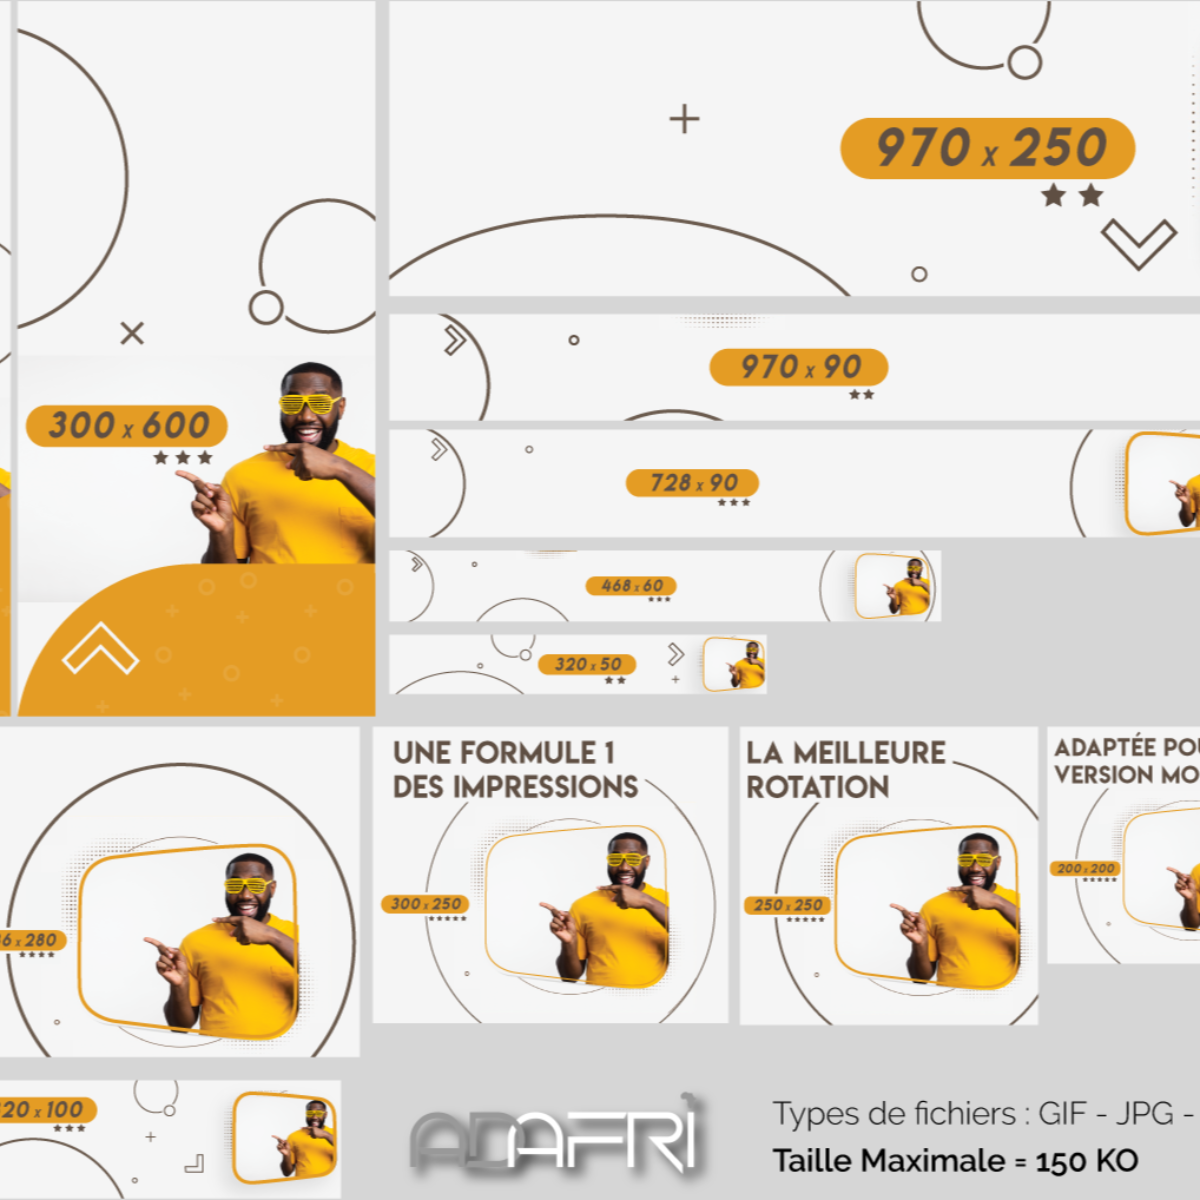 970 x 250
300 x 600
970 x 90
728 x 90
468 x 60
320 x 50
UNE FORMULE 1
DES IMPRESSIONS
LA MEILLEURE
ROTATION
ADAPTÉE
VERSION
6 x 280
300 x 250
250 x 250
200 x 200
20 x 100
ADAFRI
Types de fichiers : GIF - JPG -
Taille Maximale = 150 KO